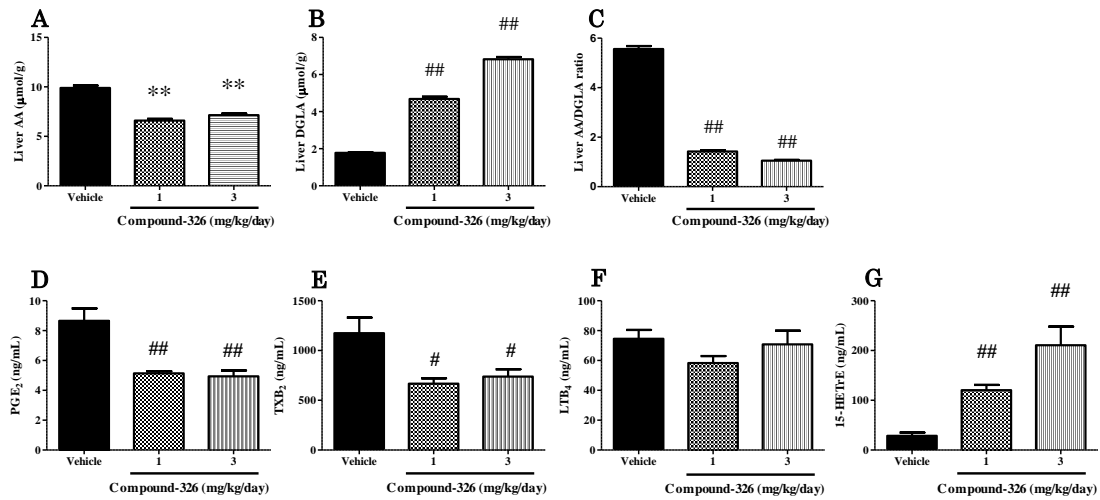 A
Liver AA (μmol/g)
15
10
5
0
**
**
Vehicle
1
3
Compound-326 (mg/kg/day)
B
Liver DGLA (μmol/g)
8
6
4
2
0
##
##
Vehicle
1
3
Compound-326 (mg/kg/day)
C
Liver AA/DGLA ratio
6
4
2
0
##
##
Vehicle
1
3
Compound-326 (mg/kg/day)
D
PGE2 (ng/mL)
10
8
6
4
2
0
##
##
Vehicle
1
3
Compound-326 (mg/kg/day)
E
TXB2 (ng/mL)
1500
1000
500
0
#
#
Vehicle
1
3
Compound-326 (mg/kg/day)
F
LTB4 (ng/mL)
100
80
60
40
20
0
Vehicle
1
3
Compound-326 (mg/kg/day)
G
15-HETrE (ng/mL)
300
200
100
0
##
##
Vehicle
1
3
Compound-326 (mg/kg/day)